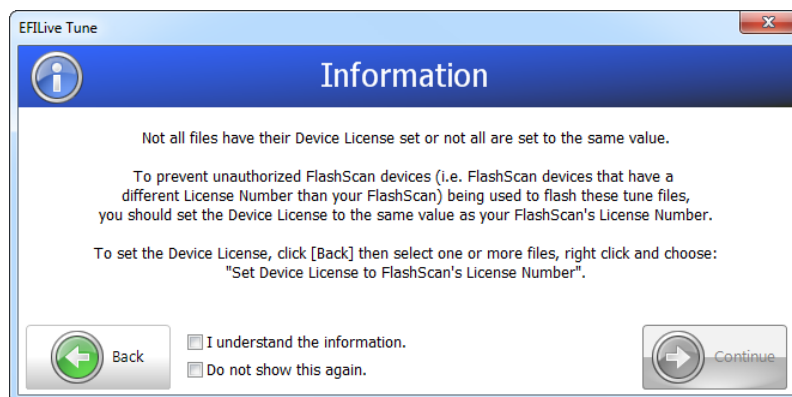 EFILive Tune
Information
Not all files have their Device License set or not all are set to the same value.
To prevent unauthorized FlashScan devices (i.e. FlashScan devices that have a
different License Number than your FlashScan) being used to flash these tune files,
you should set the Device License to the same value as your FlashScan's License Number.
To set the Device License, click [Back] then select one or more files, right click and choose:
"Set Device License to FlashScan's License Number".
Back
I understand the information.
Do not show this again.
Continue